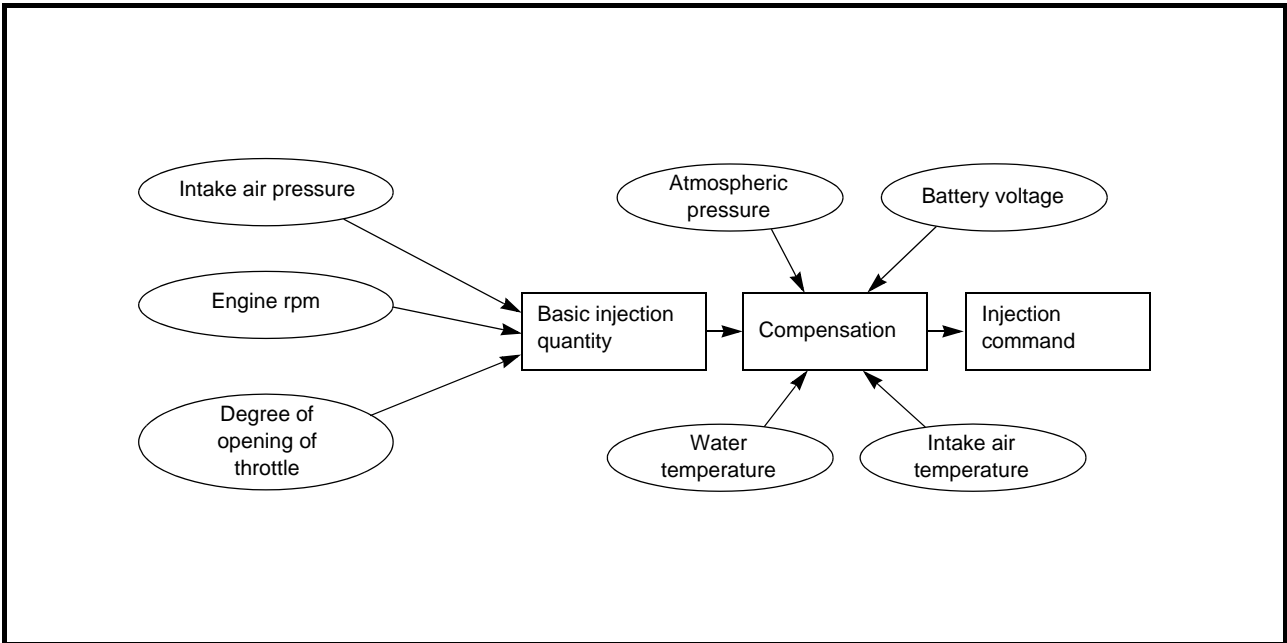 Intake air pressure
Atmospheric
pressure
Battery voltage
Engine rpm
Basic injection
quantity
Compensation
Injection
command
Degree of
opening of
throttle
Water
temperature
Intake air
temperature